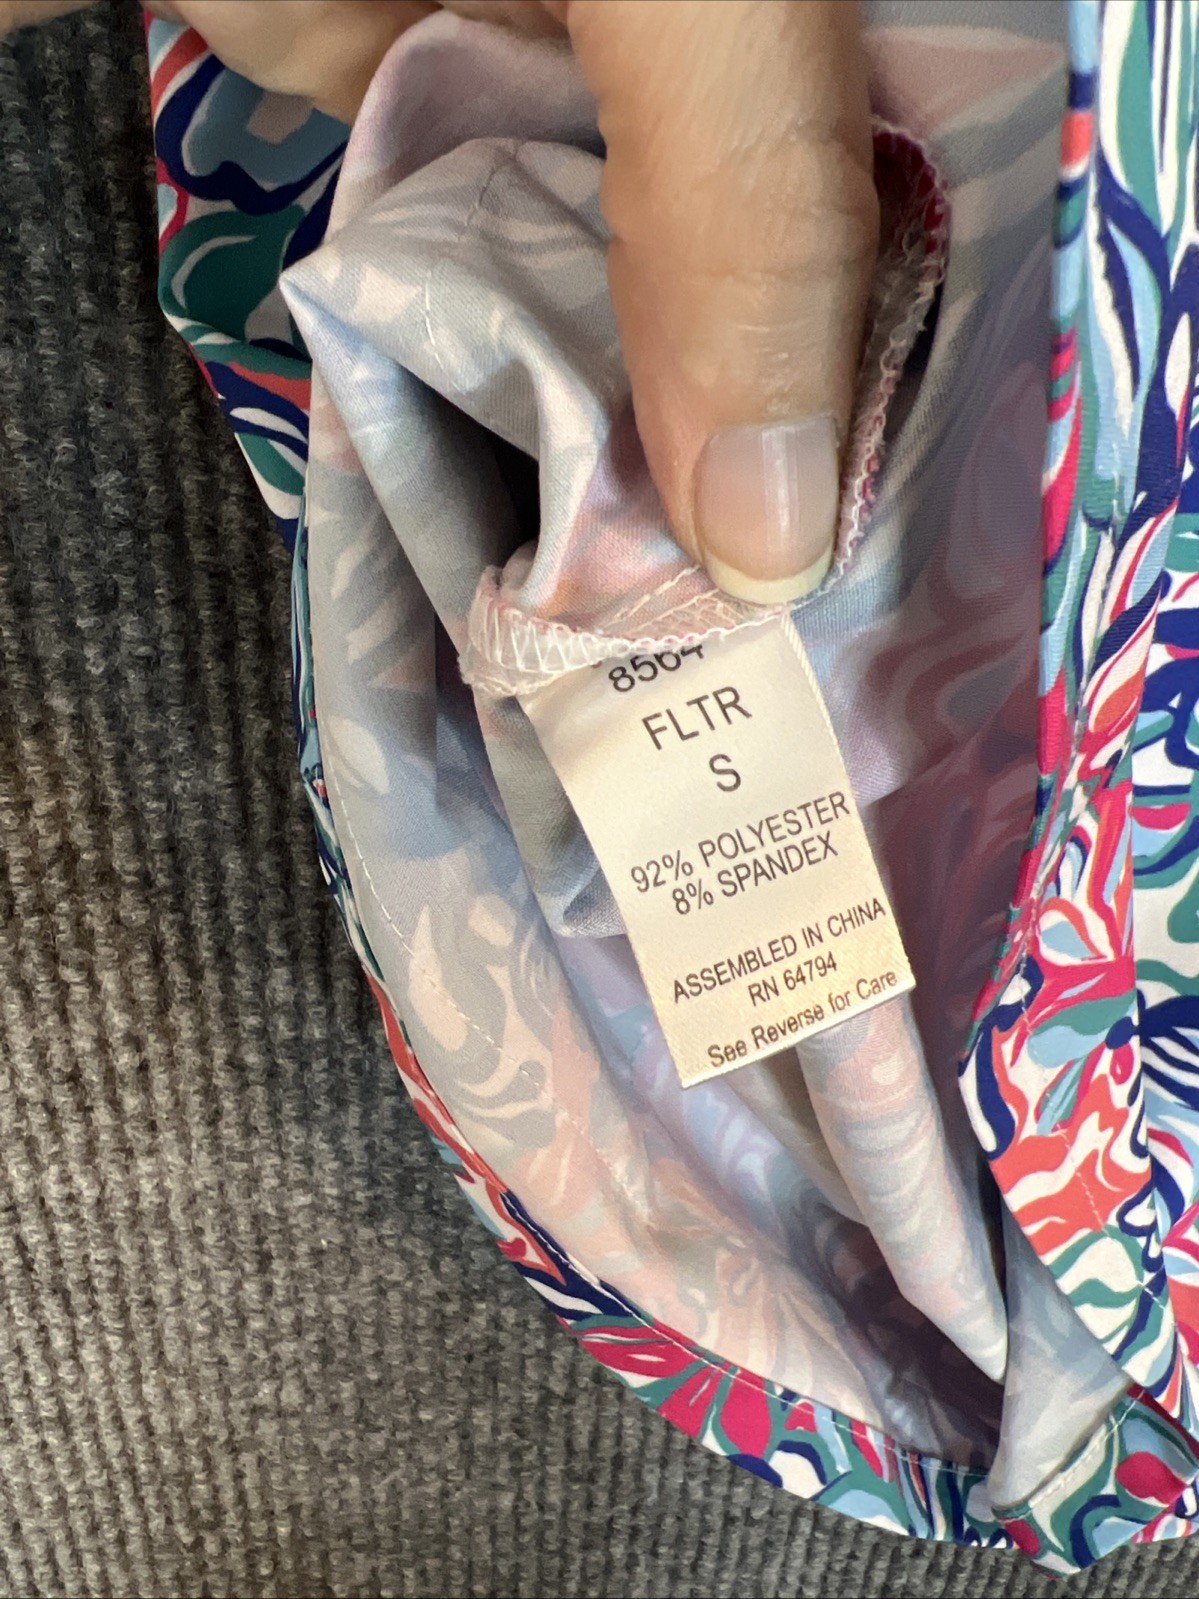 8564
FLTR
S
92% POLYESTER
8% SPANDEX
ASSEMBLED IN CHINA
RN 64794
See Reverse for Care